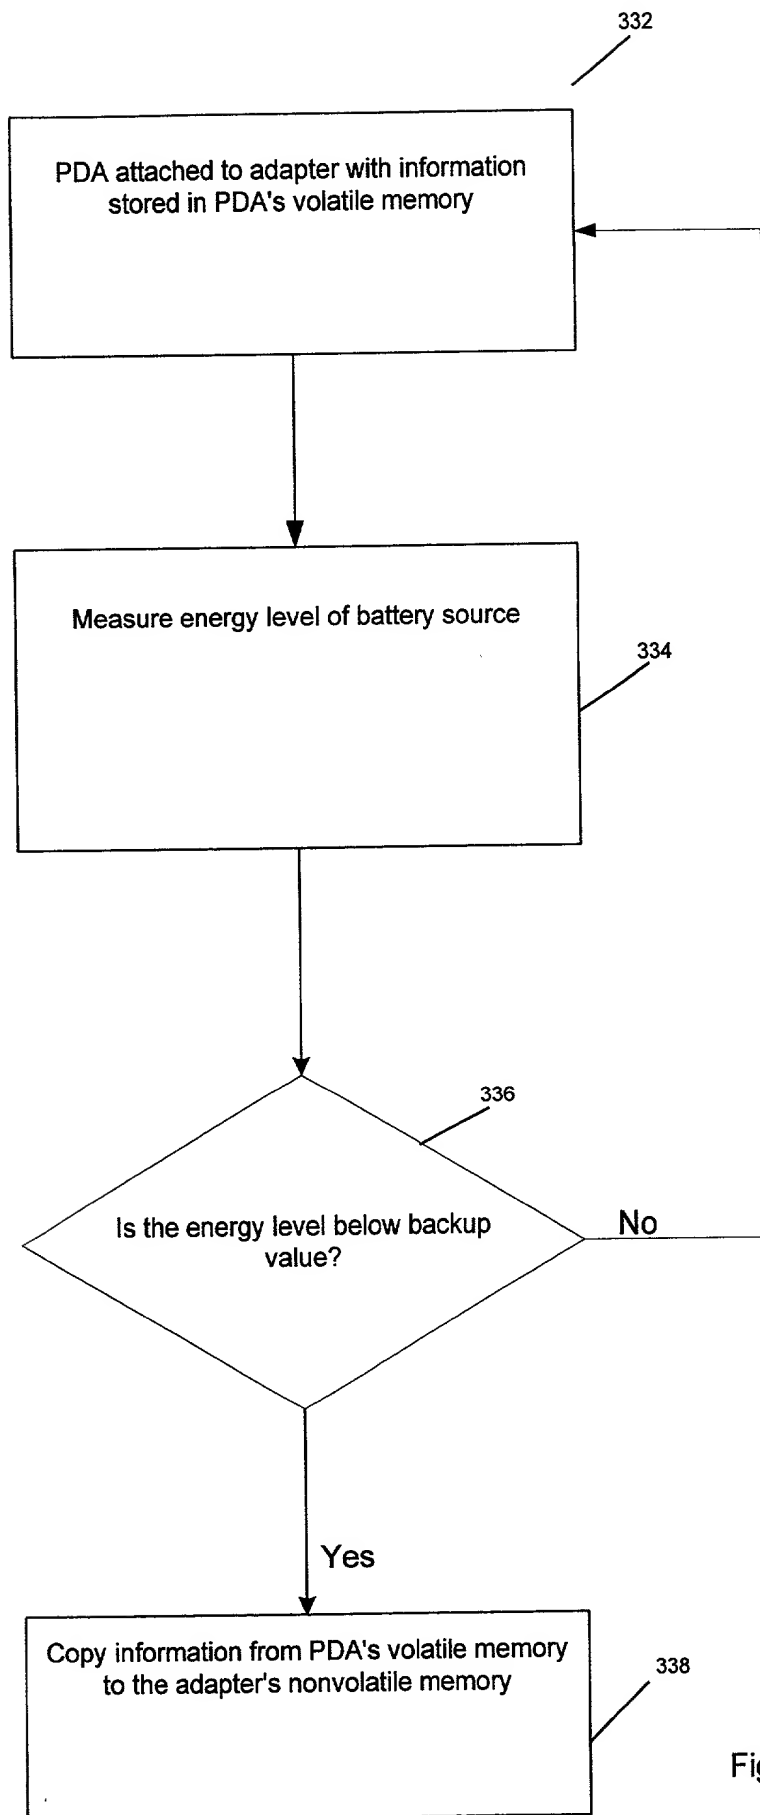 332
PDA attached to adapter with information
stored in PDA's volatile memory
Measure energy level of battery source
334
336
Is the energy level below backup
value?
No
Yes
Copy information from PDA's volatile memory
to the adapter's nonvolatile memory
338